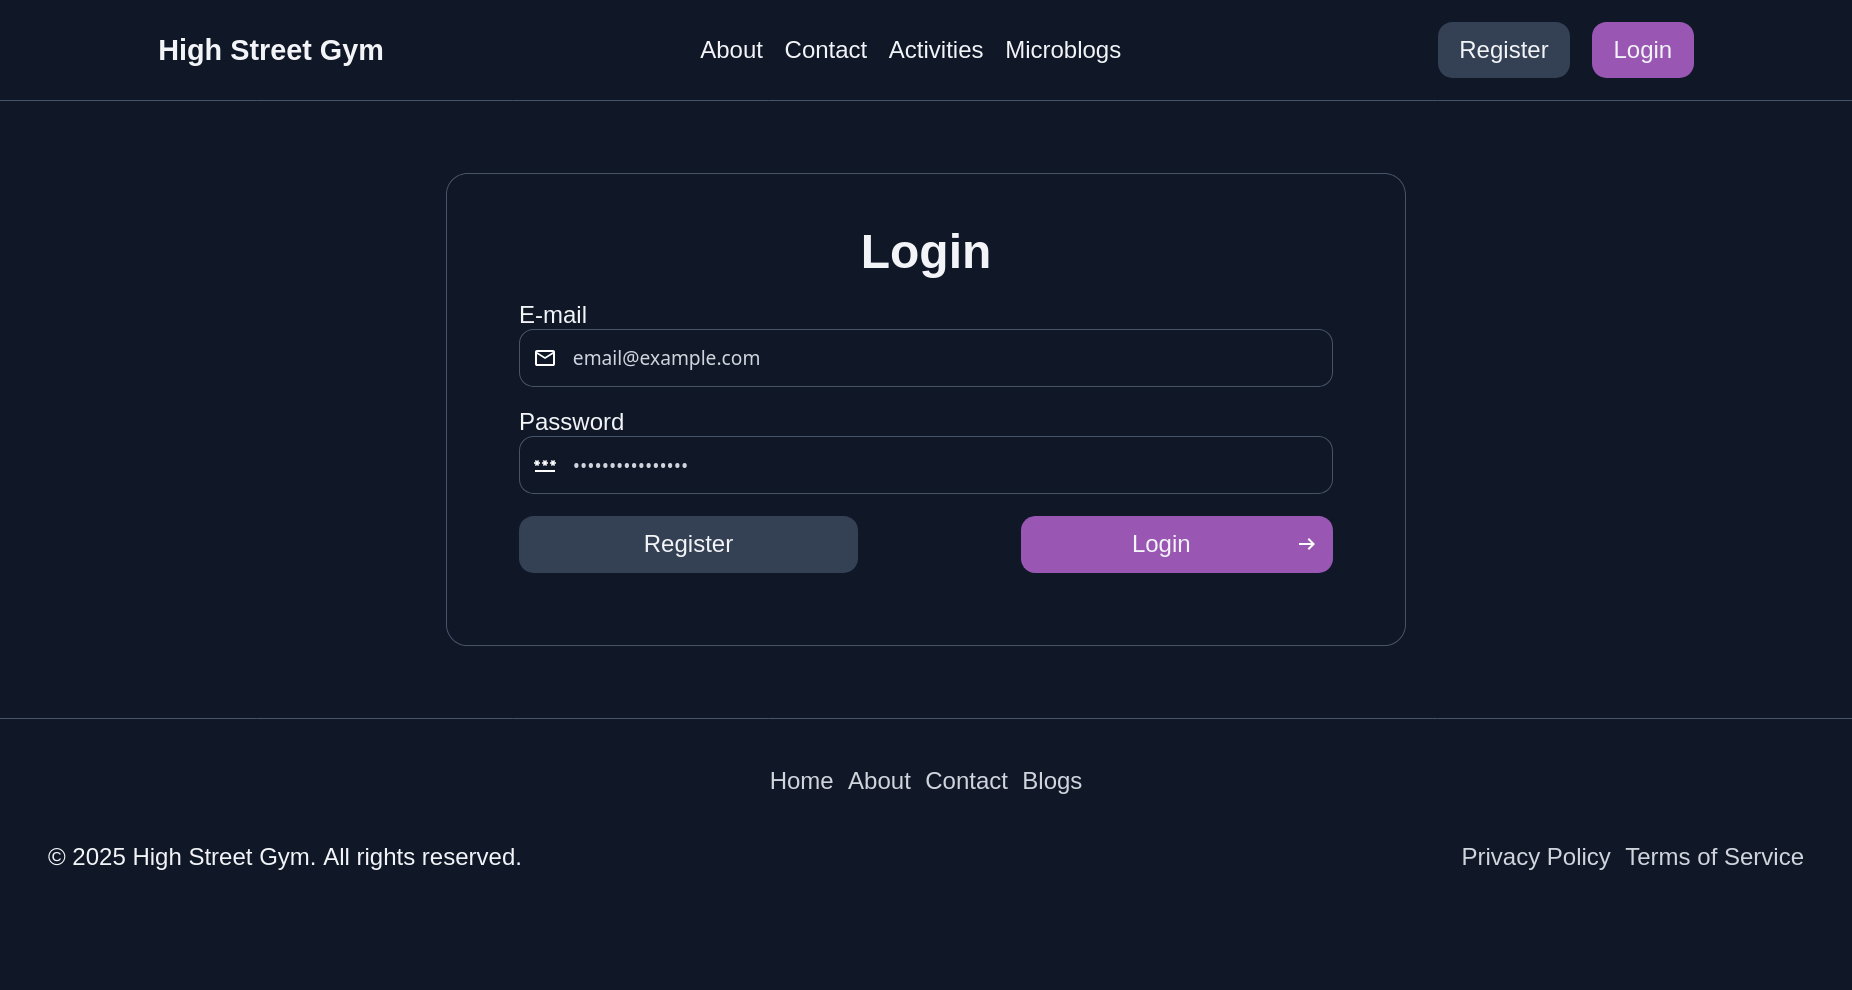 High Street Gym
About Contact Activities Microblogs
Register
Login
Login
E-mail
email@example.com
Password
••••••••••••••••
Register
Login →
Home About Contact Blogs
© 2025 High Street Gym. All rights reserved.
Privacy Policy Terms of Service